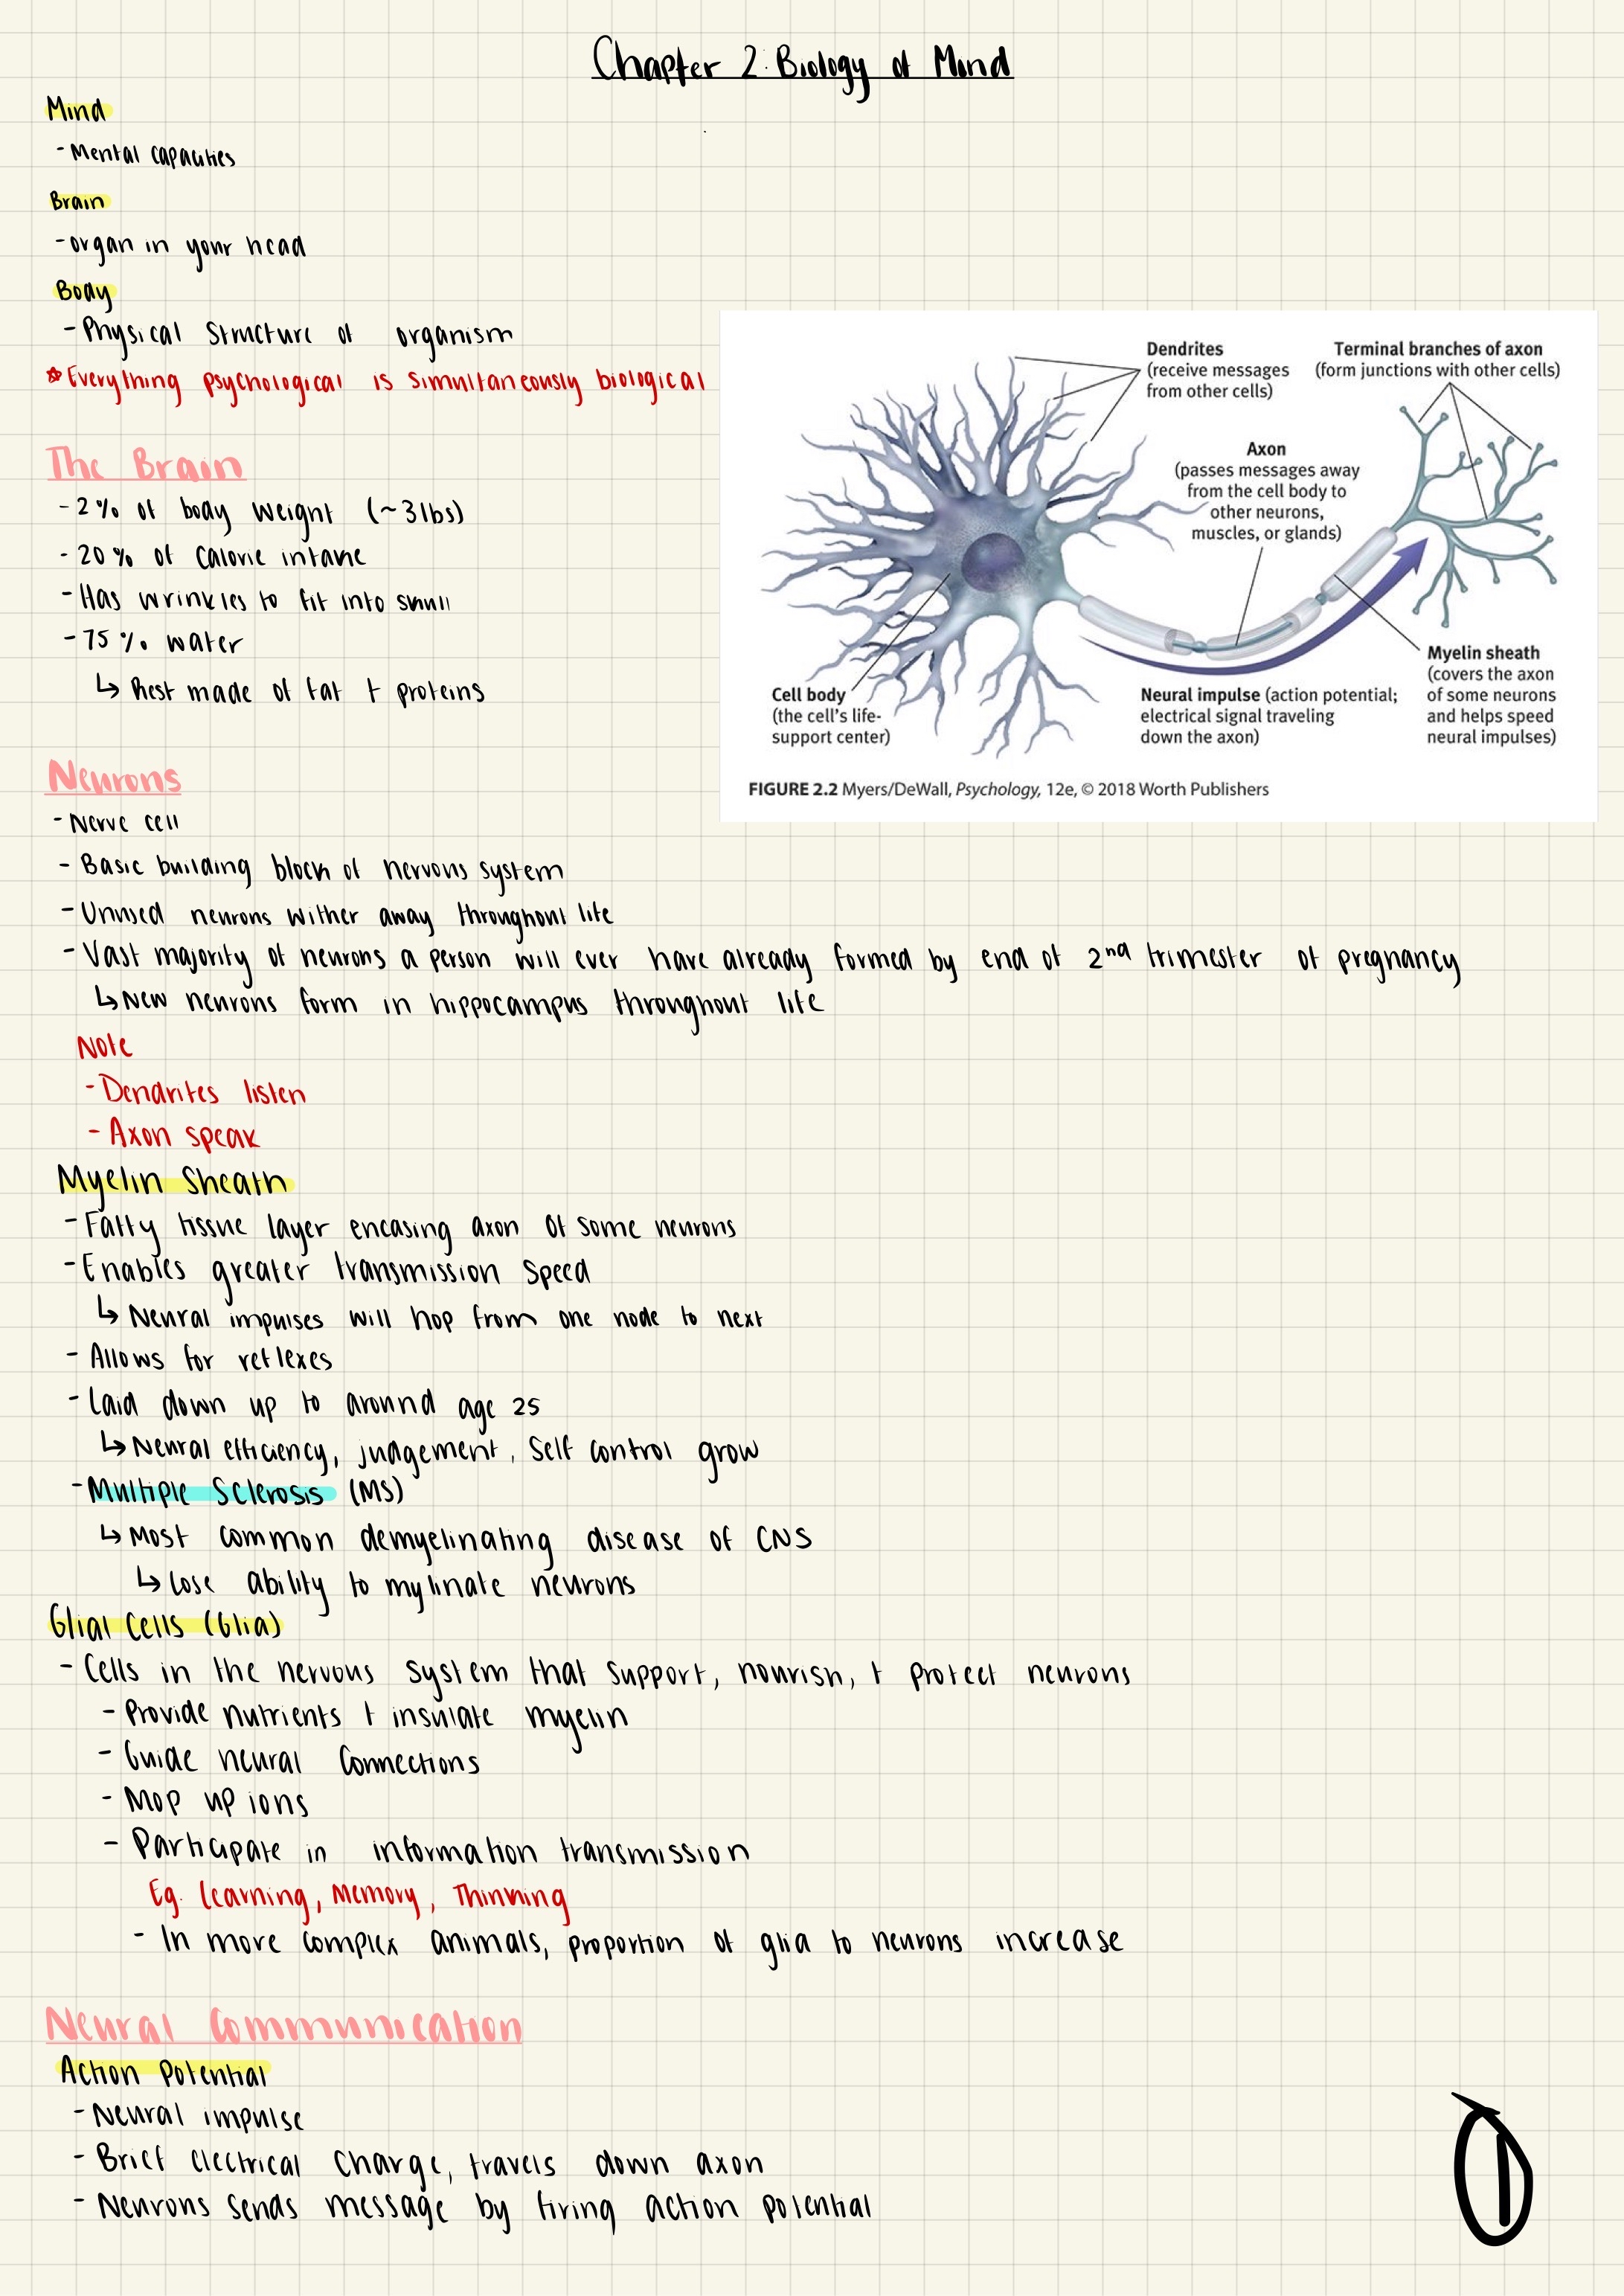 Chapter 2: Biology of Mind
Mind
- Mental capacities
Brain
- organ in your head
Body
- Physical structure of organism
* Everything psychological is simultaneously biological
The Brain
- 2% of body weight (~3lbs)
- 20% of calorie intake
- Has wrinkles to fit into skull
- 75% water
↳ Rest made of fat + proteins
Dendrites
(receive messages
from other cells)
Terminal branches of axon
(form junctions with other cells)
Axon
(passes messages away
from the cell body to
other neurons,
muscles, or glands)
Cell body
(the cell's life-
support center)
Neural impulse (action potential;
electrical signal traveling
down the axon)
Myelin sheath
(covers the axon
of some neurons
and helps speed
neural impulses)
FIGURE 2.2 Myers/DeWall, Psychology, 12e, © 2018 Worth Publishers
Neurons
- Nerve cell
- Basic building block of nervous system
- Unused neurons wither away throughout life
- Vast majority of neurons a person will ever have already formed by end of 2nd trimester of pregnancy
↳ New neurons form in hippocampus throughout life
Note
- Dendrites listen
- Axon speak
Myelin Sheath
- Fatty tissue layer encasing axon of some neurons
- Enables greater transmission speed
↳ Neural impulses will hop from one node to next
- Allows for reflexes
- Laid down up to around age 25
↳ Neural efficiency, judgement, self control grow
- Multiple Sclerosis (MS)
↳ Most common demyelinating disease of CNS
↳ Lose ability to mylinate neurons
Glial Cells (Glia)
- Cells in the nervous system that support, nourish, + protect neurons
- Provide nutrients + insulate myelin
- Guide neural connections
- Mop up ions
- Participate in information transmission
Eg. Learning, Memory, Thinking
- In more complex animals, proportion of glia to neurons increase
Neural Communication
Action Potential
- Neural impulse
- Brief electrical charge, travels down axon
- Neurons sends message by firing action potential
1